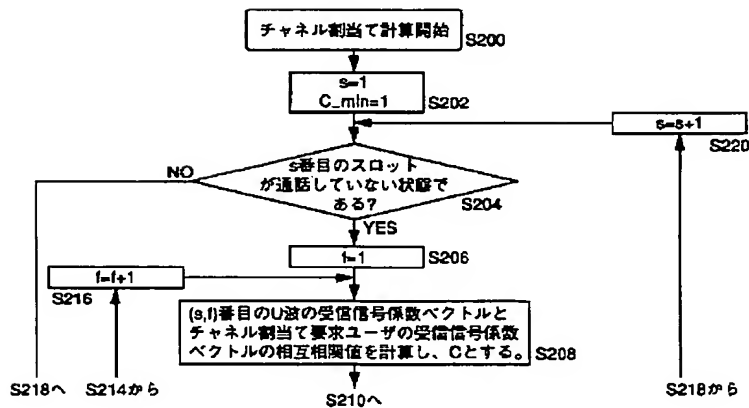 チャネル割当て計算開始
S200
s=1
C_min=1
S202
s=s+1
S220
NO
s番目のスロット
が通話していない状態で
ある?
S204
YES
f=1
S206
f=f+1
S216
(s,f)番目のU波の受信信号係数ベクトルと
チャネル割当て要求ユーザの受信信号係数
ベクトルの相互相関値を計算し、Cとする。
S208
S218へ
S214から
S210へ
S218から